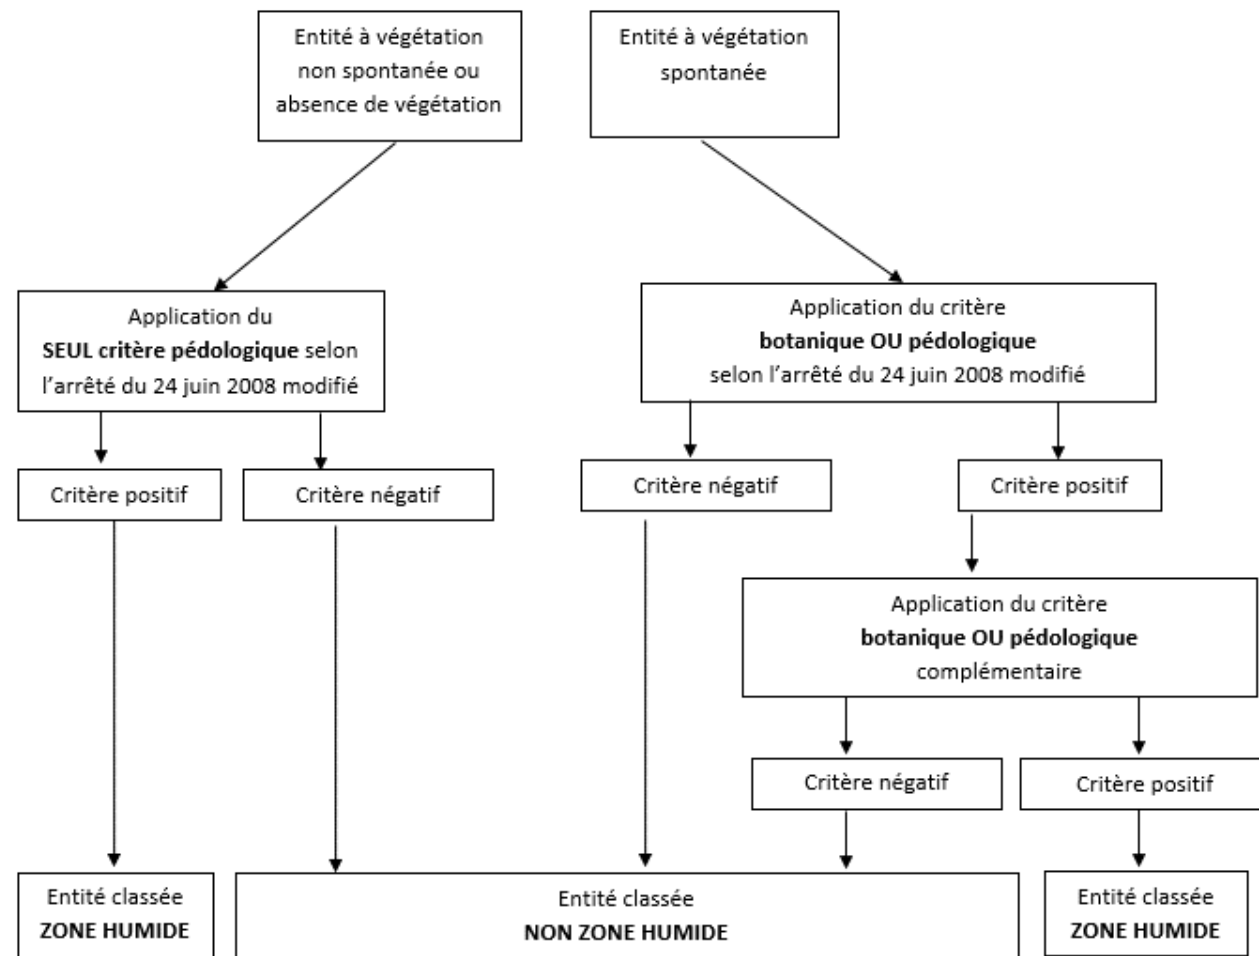 Entité à végétation
non spontanée ou
absence de végétation
Entité à végétation
spontanée
Application du
SEUL critère pédologique selon
l'arrêté du 24 juin 2008 modifié
Application du critère
botanique OU pédologique
selon l'arrêté du 24 juin 2008 modifié
Critère positif
Critère négatif
Critère négatif
Critère positif
Application du critère
botanique OU pédologique
complémentaire
Critère négatif
Critère positif
Entité classée
ZONE HUMIDE
Entité classée
NON ZONE HUMIDE
Entité classée
ZONE HUMIDE